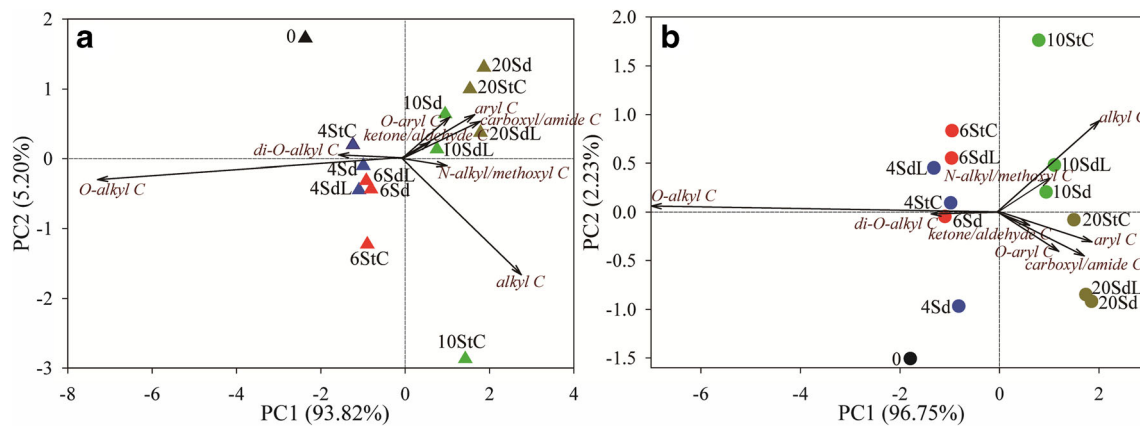 a
2
1
0
-1
-2
-3
PC2 (5.20%)
0
20Sd
20StC
10Sd
aryl C
O-aryl C
carboxyl/amide C
4StC
ketone/aldehyde C
20SdL
di-O-alkyl C
10SdL
4Sd
6SdL
N-alkyl/methoxyl C
O-alkyl C
4SdL
6Sd
6StC
alkyl C
10StC
-8
-6
-4
-2
0
2
4
PC1 (93.82%)
b
2.0
1.5
1.0
0.5
0.0
-0.5
-1.0
-1.5
PC2 (2.23%)
10StC
alkyl C
6StC
6SdL
4SdL
10SdL
N-alkyl/methoxyl C
10Sd
O-alkyl C
4StC
di-O-alkyl C
6Sd
20StC
ketone/aldehyde C
aryl C
O-aryl C
carboxyl/amide C
20SdL
20Sd
4Sd
0
-6
-4
-2
0
2
PC1 (96.75%)